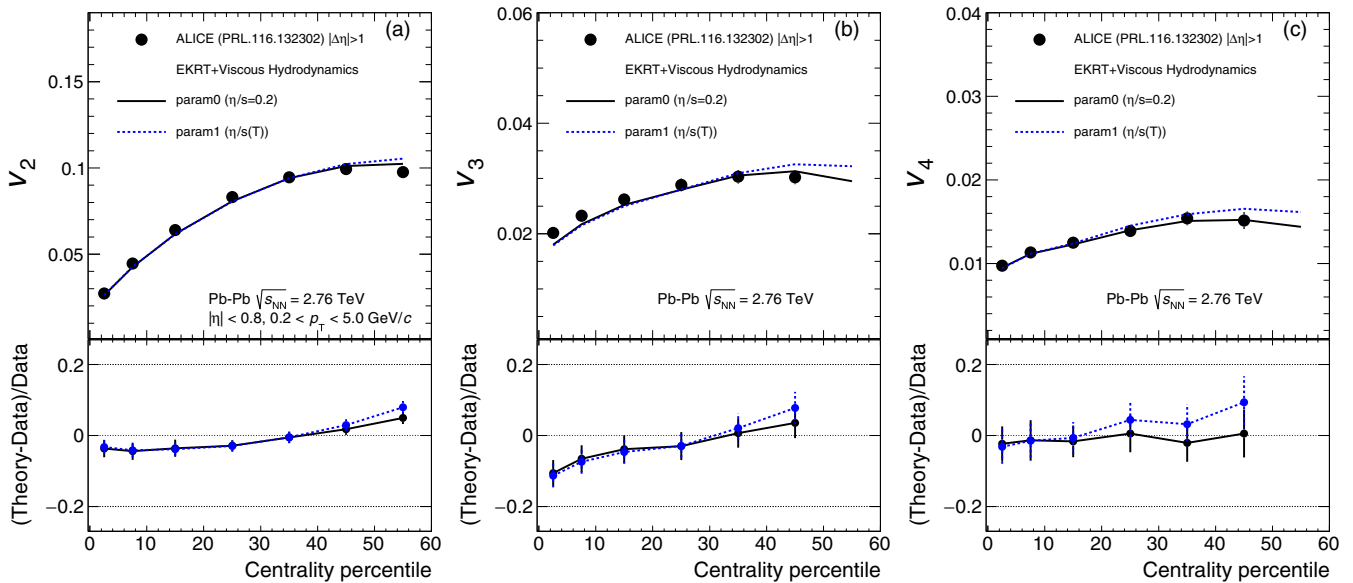 (a)
ALICE (PRL.116.132302) |Δη|>1
EKRT+Viscous Hydrodynamics
param0 (η/s=0.2)
param1 (η/s(T))
v2
0.15
0.1
0.05
Pb-Pb √sNN = 2.76 TeV
|η| < 0.8, 0.2 < pT < 5.0 GeV/c
(Theory-Data)/Data
0.2
0
−0.2
0 10 20 30 40 50 60
Centrality percentile
(b)
ALICE (PRL.116.132302) |Δη|>1
EKRT+Viscous Hydrodynamics
param0 (η/s=0.2)
param1 (η/s(T))
v3
0.06
0.04
0.02
Pb-Pb √sNN = 2.76 TeV
(Theory-Data)/Data
0.2
0
−0.2
0 10 20 30 40 50 60
Centrality percentile
(c)
ALICE (PRL.116.132302) |Δη|>1
EKRT+Viscous Hydrodynamics
param0 (η/s=0.2)
param1 (η/s(T))
v4
0.04
0.03
0.02
0.01
Pb-Pb √sNN = 2.76 TeV
(Theory-Data)/Data
0.2
0
−0.2
0 10 20 30 40 50 60
Centrality percentile